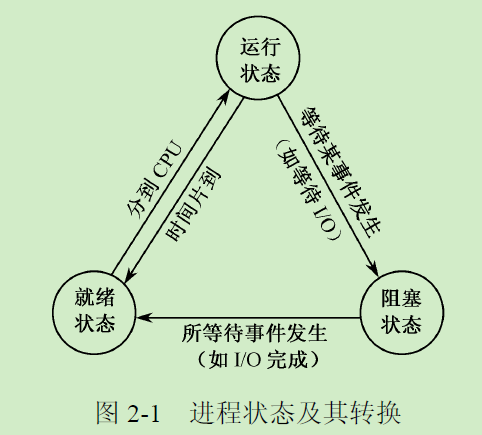 运行
状态
等待某事件发生
（如等待 I/O）
分到 CPU
时间片到
就绪
状态
阻塞
状态
所等待事件发生
（如 I/O 完成）
图 2-1 进程状态及其转换